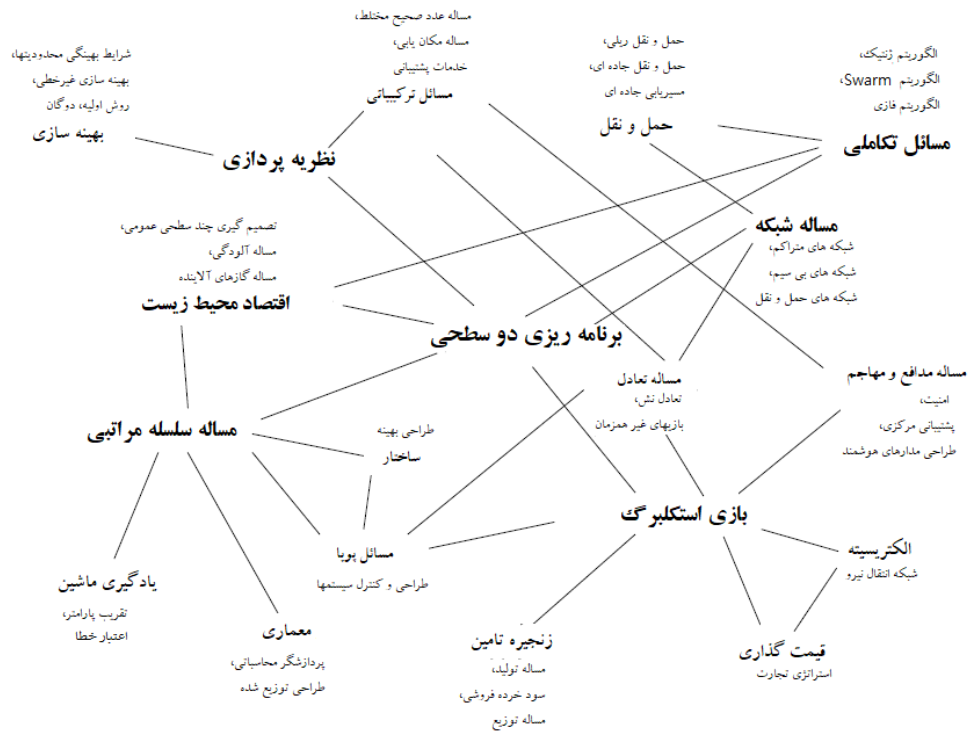 مساله عدد صحیح مختلط،
مساله مکان یابی،
خدمات پشتیبانی
مسائل ترکیبیاتی
حمل و نقل ریلی،
حمل و نقل جاده ای،
مسیریابی جاده ای
حمل و نقل
الگوریتم ژنتیک،
الگوریتم Swarm،
الگوریتم فازی
مسائل تکاملی
شرایط بهینگی محدودیتها،
بهینه سازی غیرخطی،
روش اولیه، دوگان
بهینه سازی
نظریه پردازی
مساله شبکه
شبکه های متراکم،
شبکه های بی سیم،
شبکه های حمل و نقل
تصمیم گیری چند سطحی عمومی،
مساله آلودگی،
مساله گازهای آلاینده
اقتصاد محیط زیست
برنامه ریزی دو سطحی
مساله مدافع و مهاجم
امنیت،
پشتیبانی مرکزی،
طراحی مدارهای هوشمند
مساله تعادل
تعادل نش،
بازیهای غیر همزمان
مساله سلسله مراتبی
طراحی بهینه
ساختار
بازی استکلبرگ
الکتریسیته
شبکه انتقال نیرو
مسائل پویا
طراحی و کنترل سیستمها
یادگیری ماشین
تقریب پارامتر،
اعتبار خطا
معماری
پردازشگر محاسباتی،
طراحی توزیع شده
زنجیره تامین
مساله تولید،
سود خرده فروشی،
مساله توزیع
قیمت گذاری
استراتژی تجارت